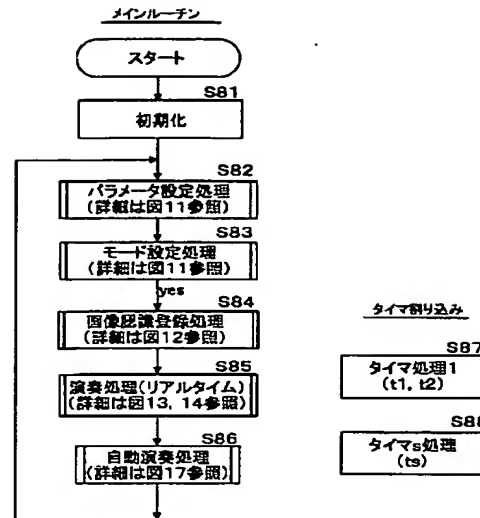 メインルーチン
スタート
S81
初期化
S82
パラメータ設定処理
(詳細は図11参照)
S83
モード設定処理
(詳細は図11参照)
yes
S84
画像認識登録処理
(詳細は図12参照)
S85
演奏処理(リアルタイム)
(詳細は図13, 14参照)
S86
自動演奏処理
(詳細は図17参照)
タイマ割り込み
S87
タイマ処理1
(t1, t2)
S88
タイマs処理
(ts)